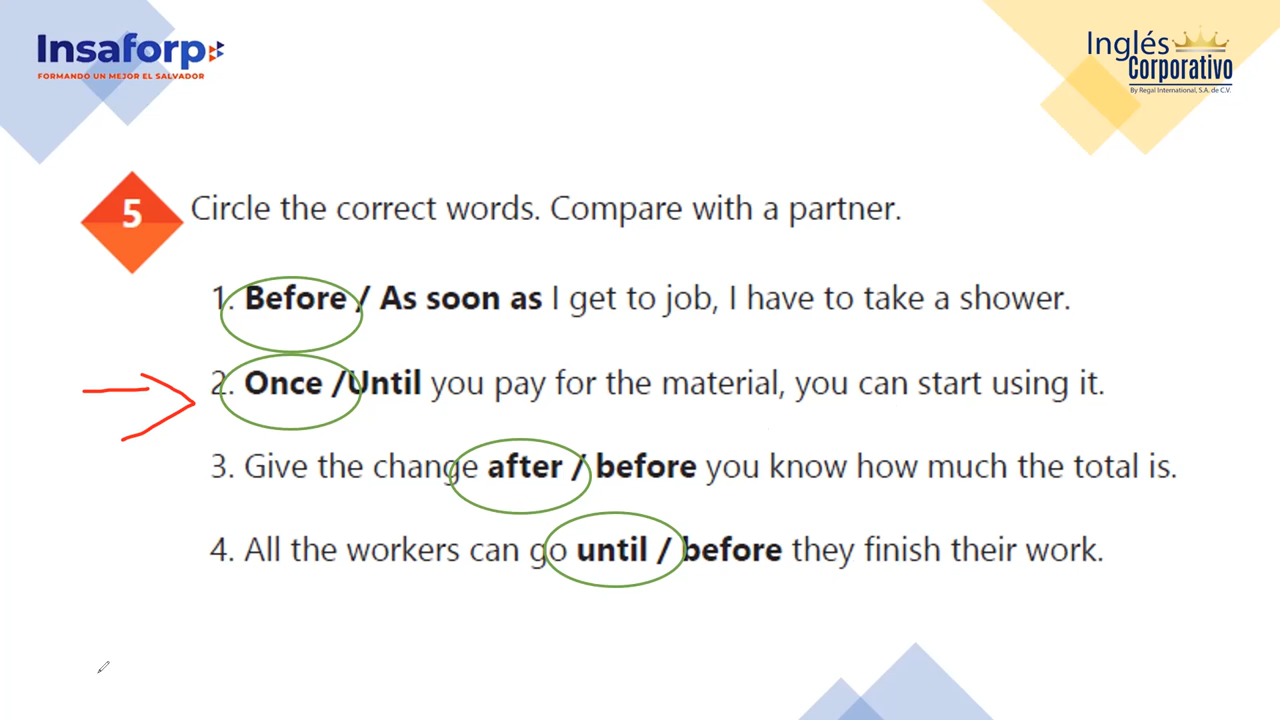 Insaforp
FORMANDO UN MEJOR EL SALVADOR
Inglés
Corporativo
By Regal International, S.A. de C.V.
5
Circle the correct words. Compare with a partner.
1. Before / As soon as I get to job, I have to take a shower.
2. Once /Until you pay for the material, you can start using it.
3. Give the change after / before you know how much the total is.
4. All the workers can go until / before they finish their work.